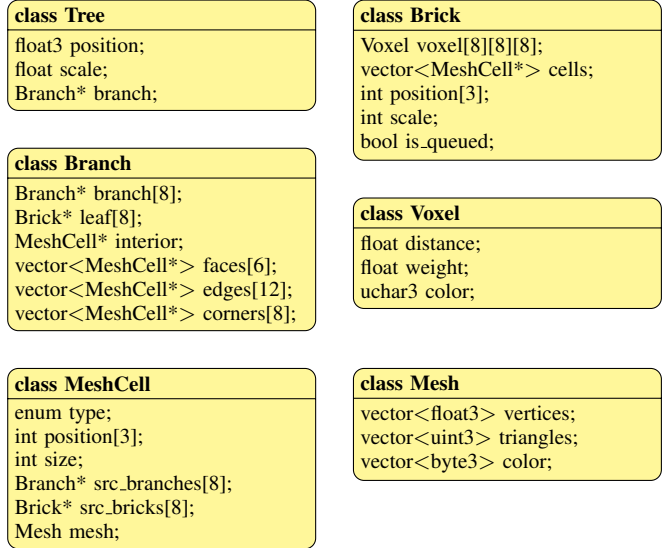 class Tree
float3 position;
float scale;
Branch* branch;
class Branch
Branch* branch[8];
Brick* leaf[8];
MeshCell* interior;
vector<MeshCell*> faces[6];
vector<MeshCell*> edges[12];
vector<MeshCell*> corners[8];
class MeshCell
enum type;
int position[3];
int size;
Branch* src_branches[8];
Brick* src_bricks[8];
Mesh mesh;
class Brick
Voxel voxel[8][8][8];
vector<MeshCell*> cells;
int position[3];
int scale;
bool is_queued;
class Voxel
float distance;
float weight;
uchar3 color;
class Mesh
vector<float3> vertices;
vector<uint3> triangles;
vector<byte3> color;